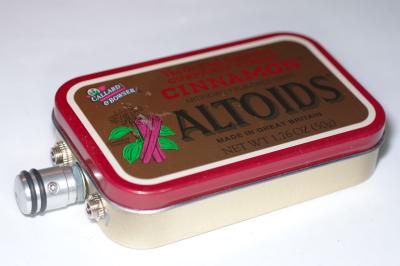 CALLARD
& BOWSER
CINNAMON
ALTOIDS
MADE IN GREAT BRITAIN
NET WT 1.76 OZ (50g)